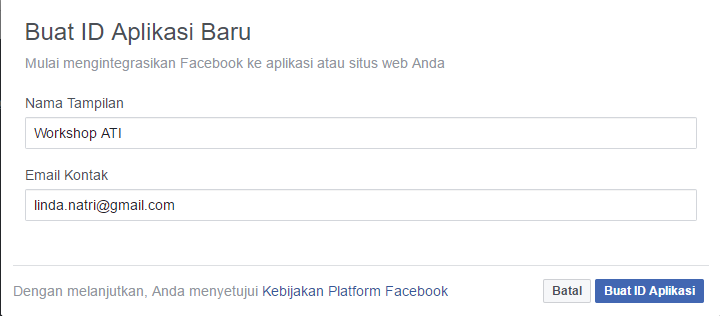 Buat ID Aplikasi Baru
Mulai mengintegrasikan Facebook ke aplikasi atau situs web Anda
Nama Tampilan
Workshop ATI
Email Kontak
linda.natri@gmail.com
Dengan melanjutkan, Anda menyetujui Kebijakan Platform Facebook Batal Buat ID Aplikasi